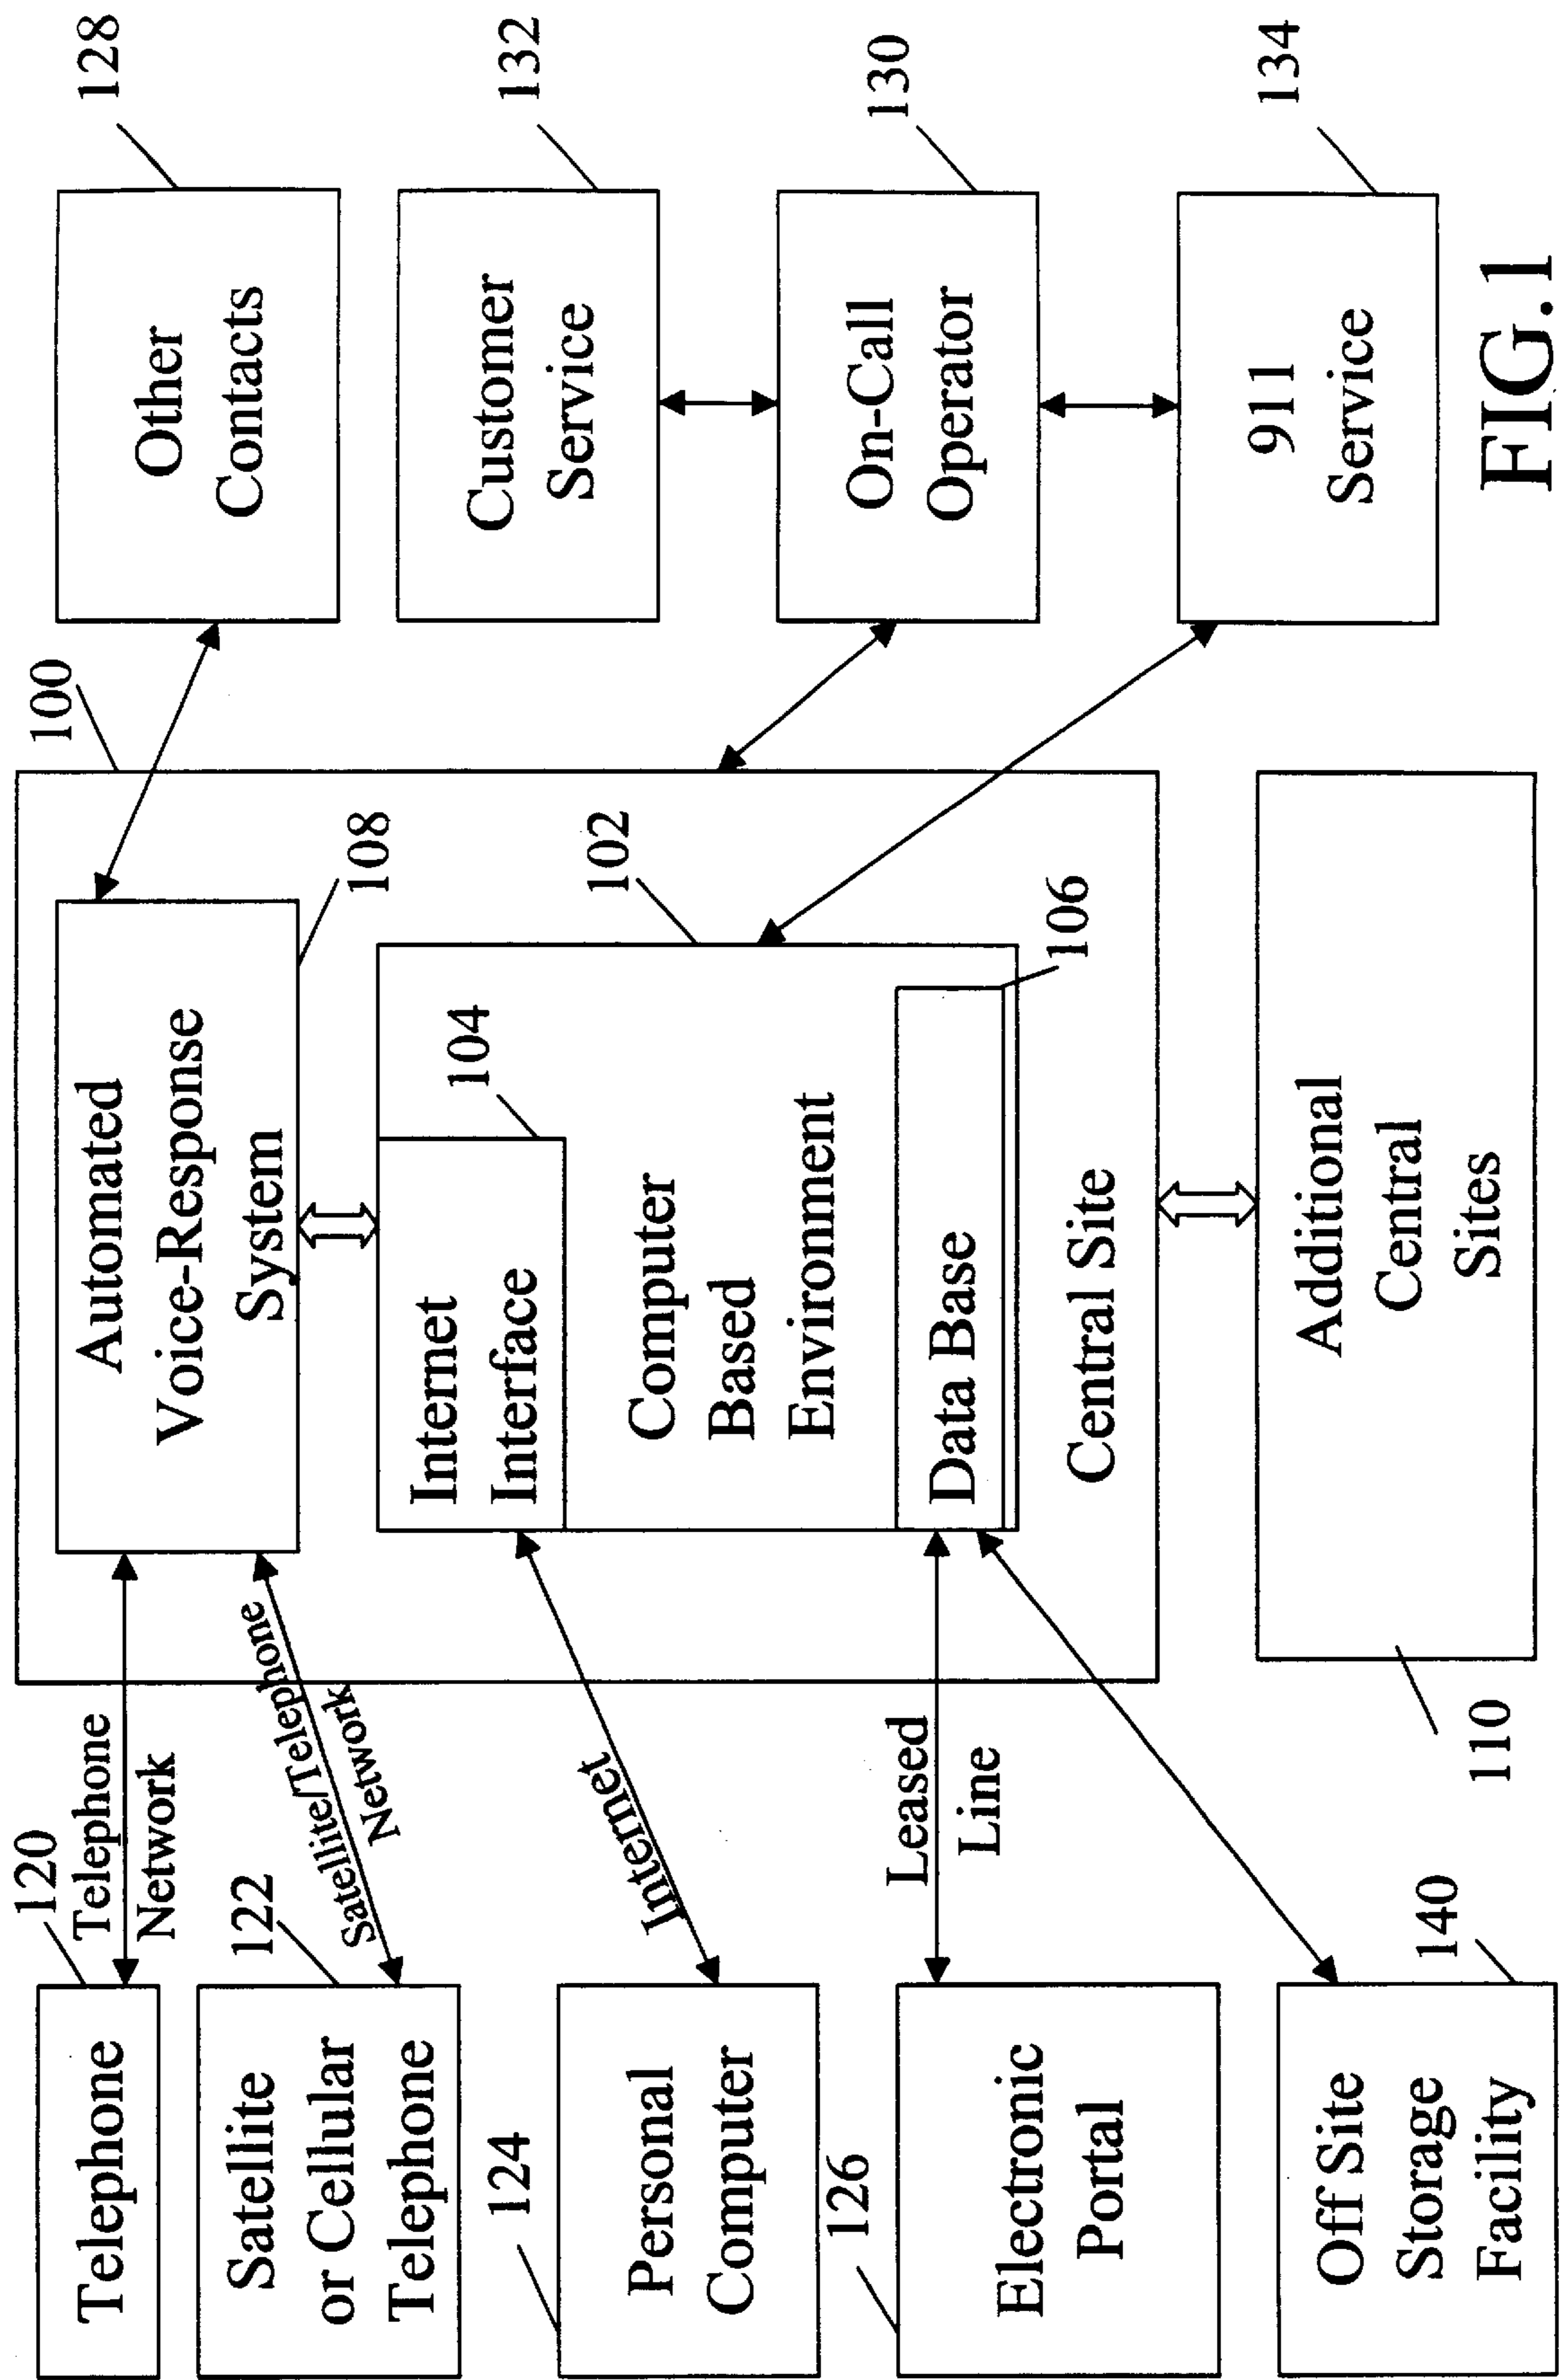 120
Telephone
Telephone
Network
122
Satellite
or Cellular
Telephone
Satellite/Telephone
Network
124
Personal
Computer
Internet
126
Electronic
Portal
Leased
Line
140
Off Site
Storage
Facility
100
Automated
Voice-Response
System
108
102
Internet
Interface
104
Computer
Based
Environment
Data Base
106
Central Site
Additional
Central
Sites
110
Other
Contacts
128
Customer
Service
132
On-Call
Operator
130
911
Service
134
FIG.1